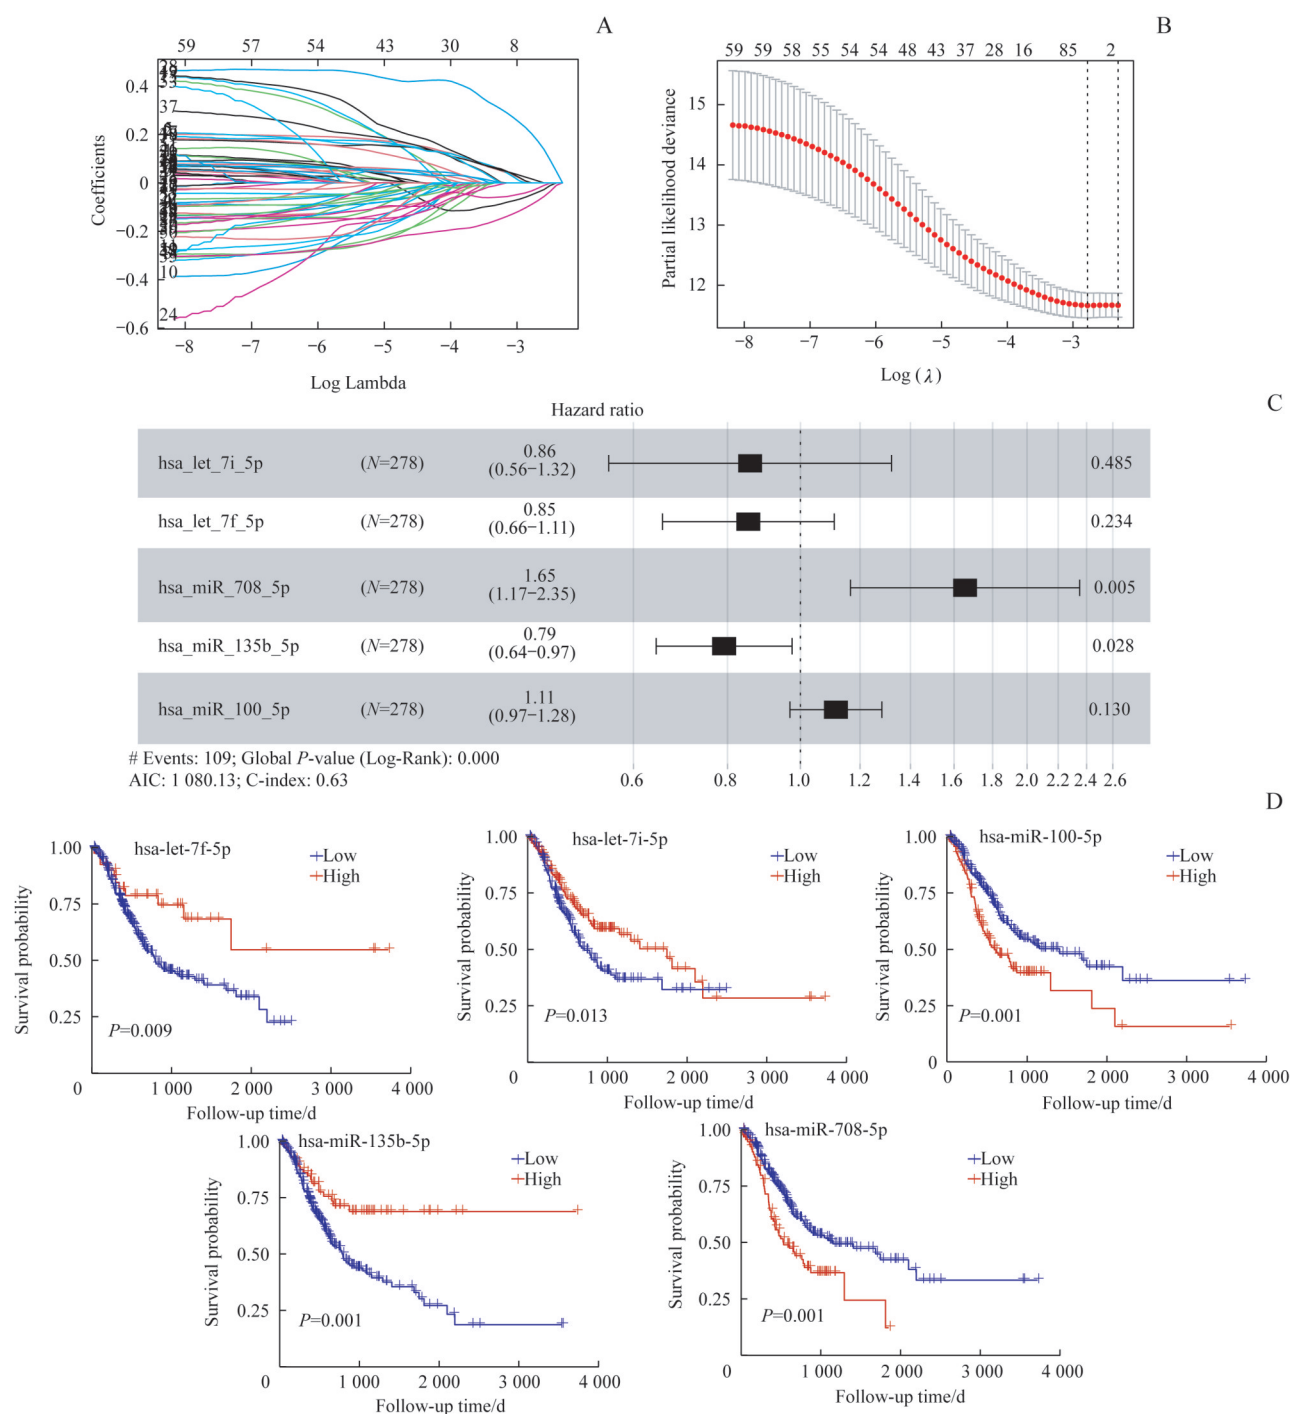 A
59 57 54 43 30 8
0.4
0.2
0
−0.2
−0.4
−0.6
Coefficients
37
10
24
−8 −7 −6 −5 −4 −3
Log Lambda
B
59 59 58 55 54 54 48 43 37 28 16 85 2
15
14
13
12
Partial likelihood deviance
−8 −7 −6 −5 −4 −3
Log (λ)
C
Hazard ratio
hsa_let_7i_5p (N=278) 0.86 0.485
(0.56−1.32)
hsa_let_7f_5p (N=278) 0.85 0.234
(0.66−1.11)
hsa_miR_708_5p (N=278) 1.65 0.005
(1.17−2.35)
hsa_miR_135b_5p (N=278) 0.79 0.028
(0.64−0.97)
hsa_miR_100_5p (N=278) 1.11 0.130
(0.97−1.28)
# Events: 109; Global P-value (Log-Rank): 0.000
AIC: 1 080.13; C-index: 0.63
0.6 0.8 1.0 1.2 1.4 1.6 1.8 2.0 2.2 2.4 2.6
D
hsa-let-7f-5p
Low
High
1.00
0.75
0.50
0.25
Survival probability
P=0.009
0 1 000 2 000 3 000 4 000
Follow-up time/d
hsa-let-7i-5p
Low
High
1.00
0.75
0.50
0.25
Survival probability
P=0.013
0 1 000 2 000 3 000 4 000
Follow-up time/d
hsa-miR-100-5p
Low
High
1.00
0.75
0.50
0.25
0
Survival probability
P=0.001
0 1 000 2 000 3 000 4 000
Follow-up time/d
hsa-miR-135b-5p
Low
High
1.00
0.75
0.50
0.25
Survival probability
P=0.001
0 1 000 2 000 3 000 4 000
Follow-up time/d
hsa-miR-708-5p
Low
High
1.00
0.75
0.50
0.25
Survival probability
P=0.001
0 1 000 2 000 3 000 4 000
Follow-up time/d